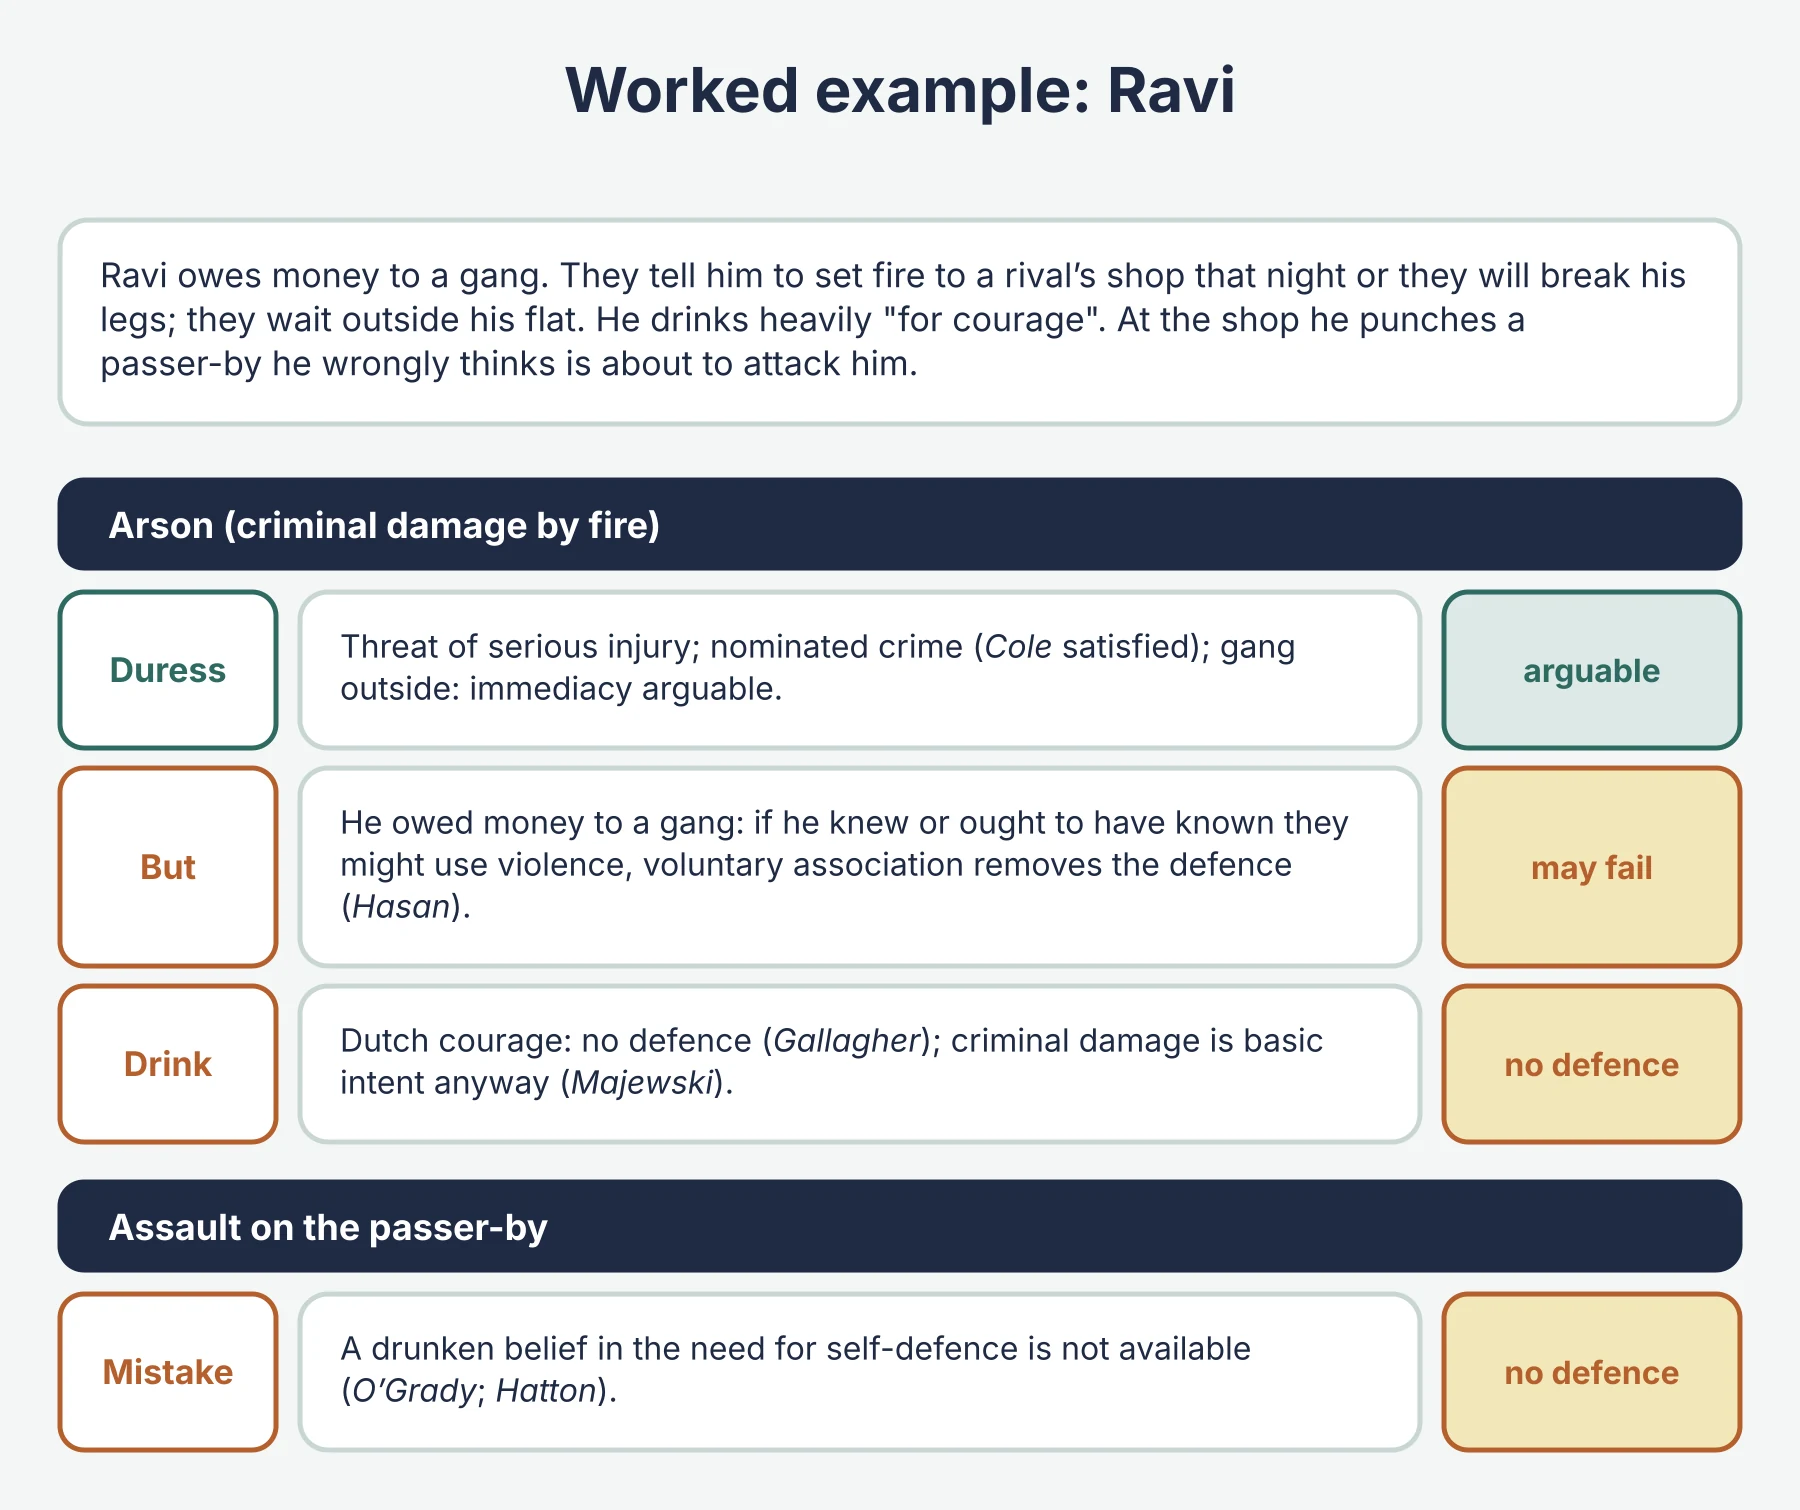 Worked example: Ravi
Ravi owes money to a gang. They tell him to set fire to a rival’s shop that night or they will break his
legs; they wait outside his flat. He drinks heavily "for courage". At the shop he punches a
passer-by he wrongly thinks is about to attack him.
Arson (criminal damage by fire)
Duress
Threat of serious injury; nominated crime (Cole satisfied); gang
outside: immediacy arguable.
arguable
But
He owed money to a gang: if he knew or ought to have known they
might use violence, voluntary association removes the defence
(Hasan).
may fail
Drink
Dutch courage: no defence (Gallagher); criminal damage is basic
intent anyway (Majewski).
no defence
Assault on the passer-by
Mistake
A drunken belief in the need for self-defence is not available
(O’Grady; Hatton).
no defence